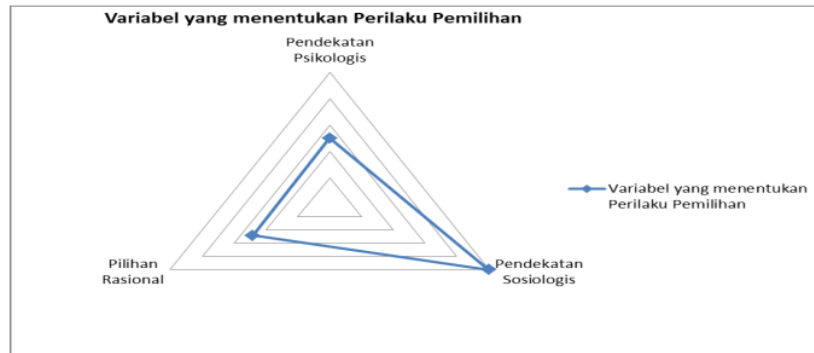 Variabel yang menentukan Perilaku Pemilihan
Pendekatan
Psikologis
Variabel yang menentukan
Perilaku Pemilihan
Pilihan
Rasional
Pendekatan
Sosiologis